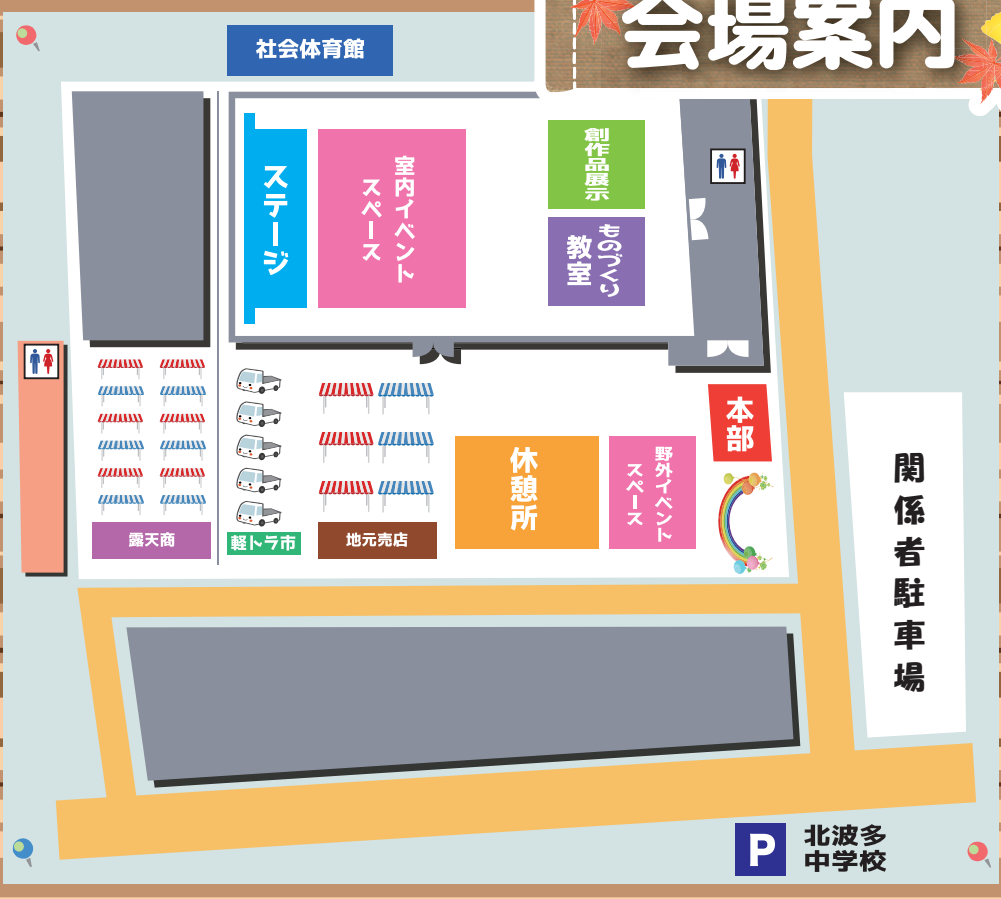 会場案内
社会体育館
ステージ
室内イベント
スペース
創作品展示
ものづくり
教室
本部
休憩所
野外イベント
スペース
露天商
軽トラ市
地元売店
関係者駐車場
P
北波多
中学校